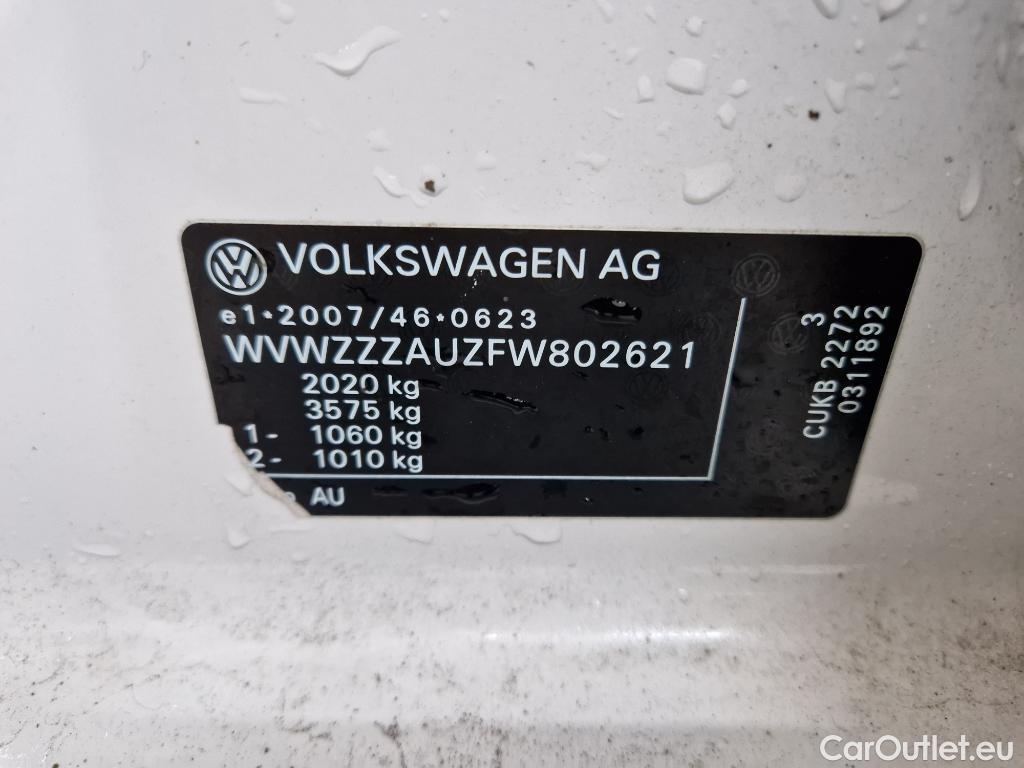 VOLKSWAGEN AG
e1*2007/46*0623
WVWZZZAUZFW802621
2020 kg
3575 kg
1- 1060 kg
2- 1010 kg
AU
3
CUKB 2272
0311892
CarOutlet.eu